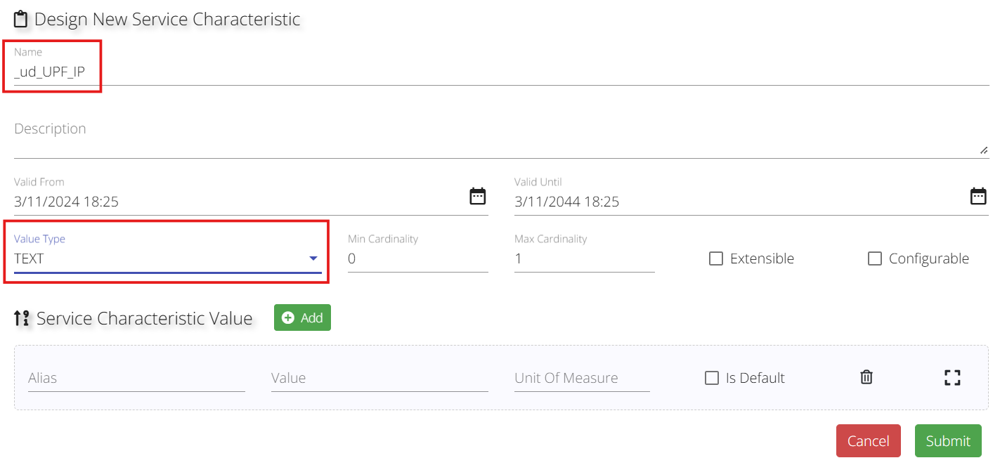 Design New Service Characteristic
Name
_ud_UPF_IP
Description
Valid From
Valid Until
3/11/2024 18:25
3/11/2044 18:25
Value Type
Min Cardinality
Max Cardinality
TEXT
0
1
Extensible
Configurable
Service Characteristic Value
Add
Alias
Value
Unit Of Measure
Is Default
Cancel
Submit